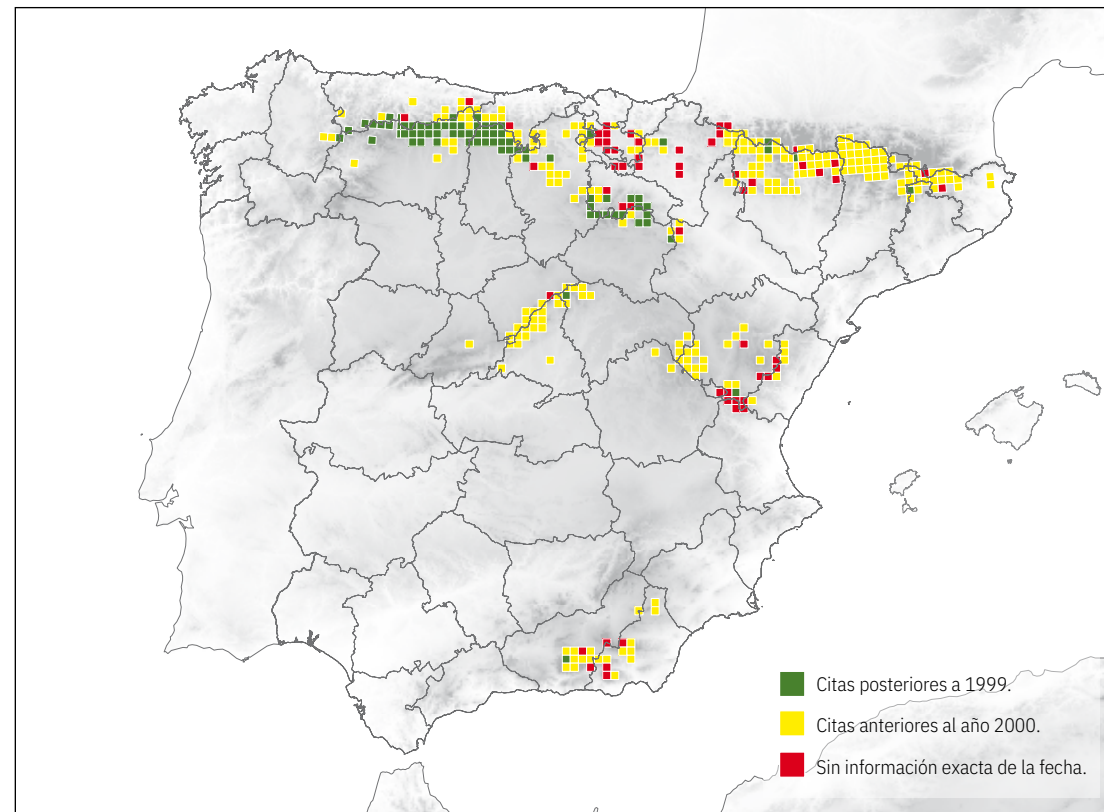 Citas posteriores a 1999.
Citas anteriores al año 2000.
Sin información exacta de la fecha.